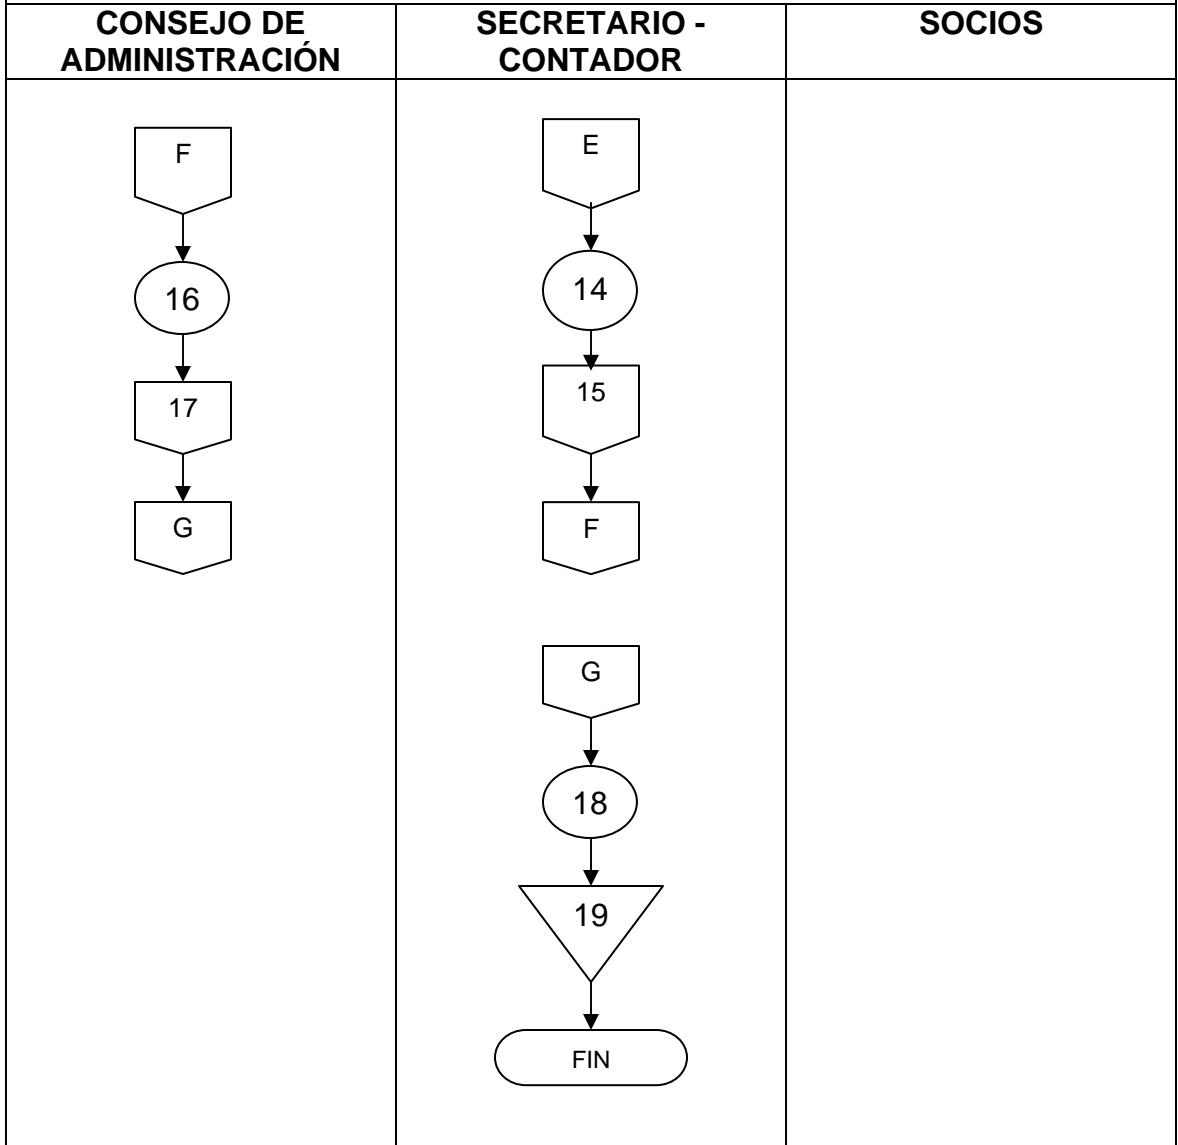 CONSEJO DE
ADMINISTRACIÓN
SECRETARIO -
CONTADOR
SOCIOS
F
16
17
G
E
14
15
F
G
18
19
FIN